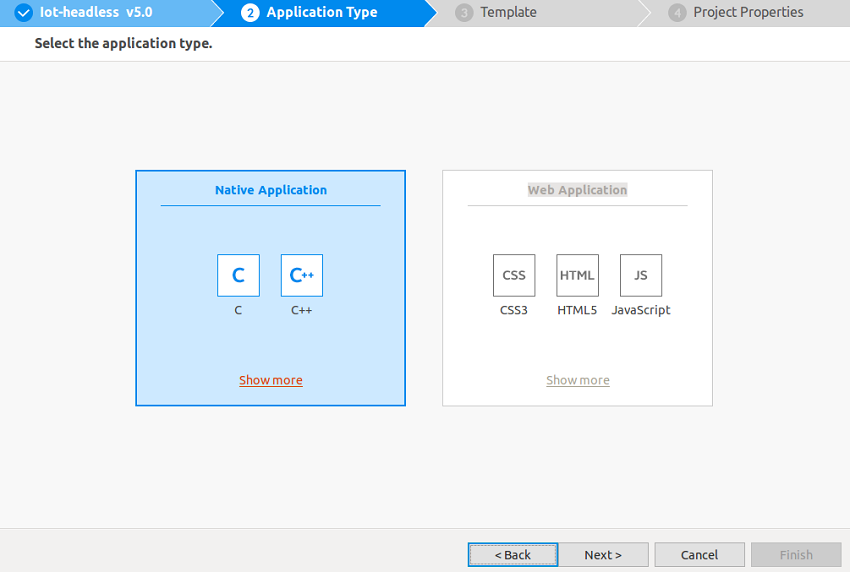 Iot-headless v5.0
2 Application Type
3 Template
4 Project Properties
Select the application type.
Native Application
C
C++
C
C++
Show more
Web Application
CSS
HTML
JS
CSS3
HTML5
JavaScript
Show more
< Back
Next >
Cancel
Finish